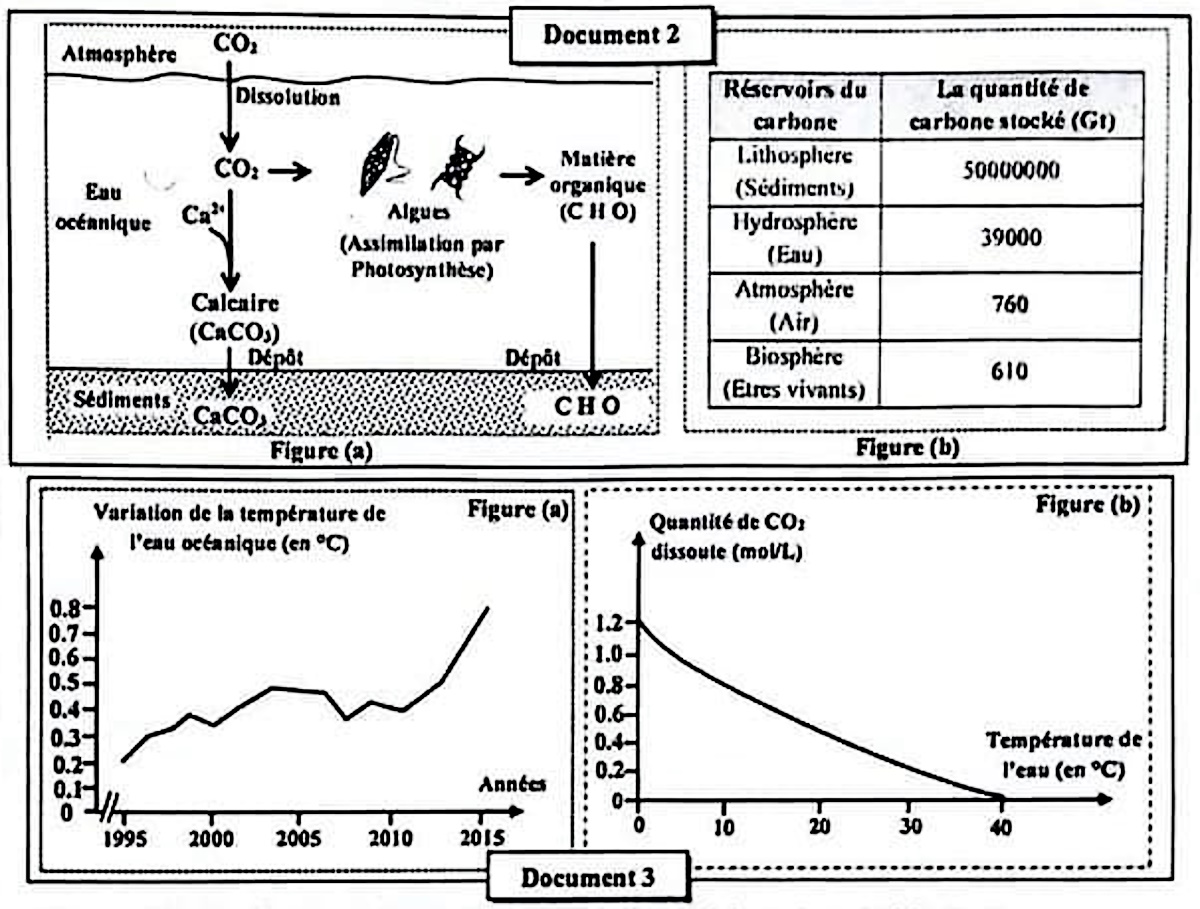 Document 2
Atmosphère
CO₂
Dissolution
CO₂
Eau
océanique
Ca²⁺
Algues
(Assimilation par
Photosynthèse)
Matière
organique
(C H O)
Calcaire
(CaCO₃)
Dépôt
Dépôt
Sédiments
CaCO₃
C H O
Figure (a)
Réservoirs du
carbone
La quantité de
carbone stocké (Gt)
Lithosphère
(Sédiments)
50000000
Hydrosphère
(Eau)
39000
Atmosphère
(Air)
760
Biosphère
(Etres vivants)
610
Figure (b)
Variation de la température de
l'eau océanique (en °C)
Figure (a)
0.8
0.7
0.6
0.5
0.4
0.3
0.2
0.1
0
Années
1995
2000
2005
2010
2015
Figure (b)
Quantité de CO₂
dissoute (mol/L)
1.2
1.0
0.8
0.6
0.4
0.2
0
Température de
l'eau (en °C)
0
10
20
30
40
Document 3